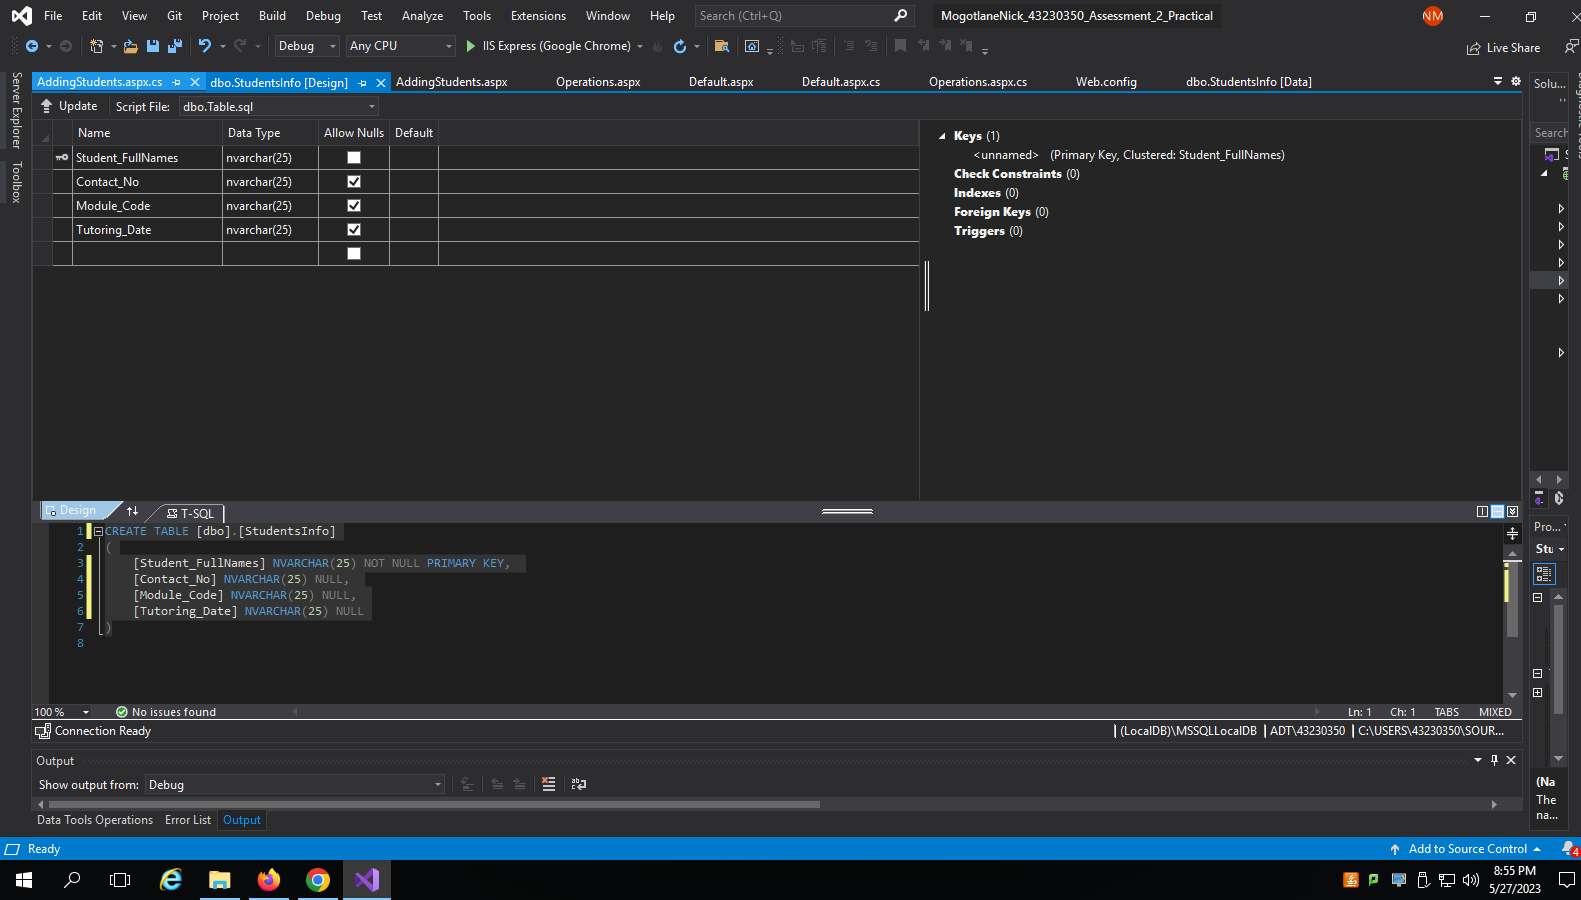 File Edit View Git Project Build Debug Test Analyze Tools Extensions Window Help Search (Ctrl+Q) MogotlaneNick_43230350_Assessment_2_Practical NM
Debug Any CPU IIS Express (Google Chrome) Live Share
AddingStudents.aspx.cs dbo.StudentsInfo [Design] AddingStudents.aspx Operations.aspx Default.aspx Default.aspx.cs Operations.aspx.cs Web.config dbo.StudentsInfo [Data]
Server Explorer
Toolbox
Solu...
Search
Update Script File: dbo.Table.sql
Name Data Type Allow Nulls Default
Student_FullNames nvarchar(25)
Contact_No nvarchar(25)
Module_Code nvarchar(25)
Tutoring_Date nvarchar(25)
Keys (1)
<unnamed> (Primary Key, Clustered: Student_FullNames)
Check Constraints (0)
Indexes (0)
Foreign Keys (0)
Triggers (0)
Design T-SQL
1 CREATE TABLE [dbo].[StudentsInfo]
2 (
3 [Student_FullNames] NVARCHAR(25) NOT NULL PRIMARY KEY,
4 [Contact_No] NVARCHAR(25) NULL,
5 [Module_Code] NVARCHAR(25) NULL,
6 [Tutoring_Date] NVARCHAR(25) NULL
7 )
8
100 % No issues found Ln: 1 Ch: 1 TABS MIXED
Connection Ready (LocalDB)\MSSQLLocalDB ADT\43230350 C:\USERS\43230350\SOUR...
Pro...
Stu
(Na
The
na...
Output
Show output from: Debug
Data Tools Operations Error List Output
Ready Add to Source Control 4
8:55 PM
5/27/2023